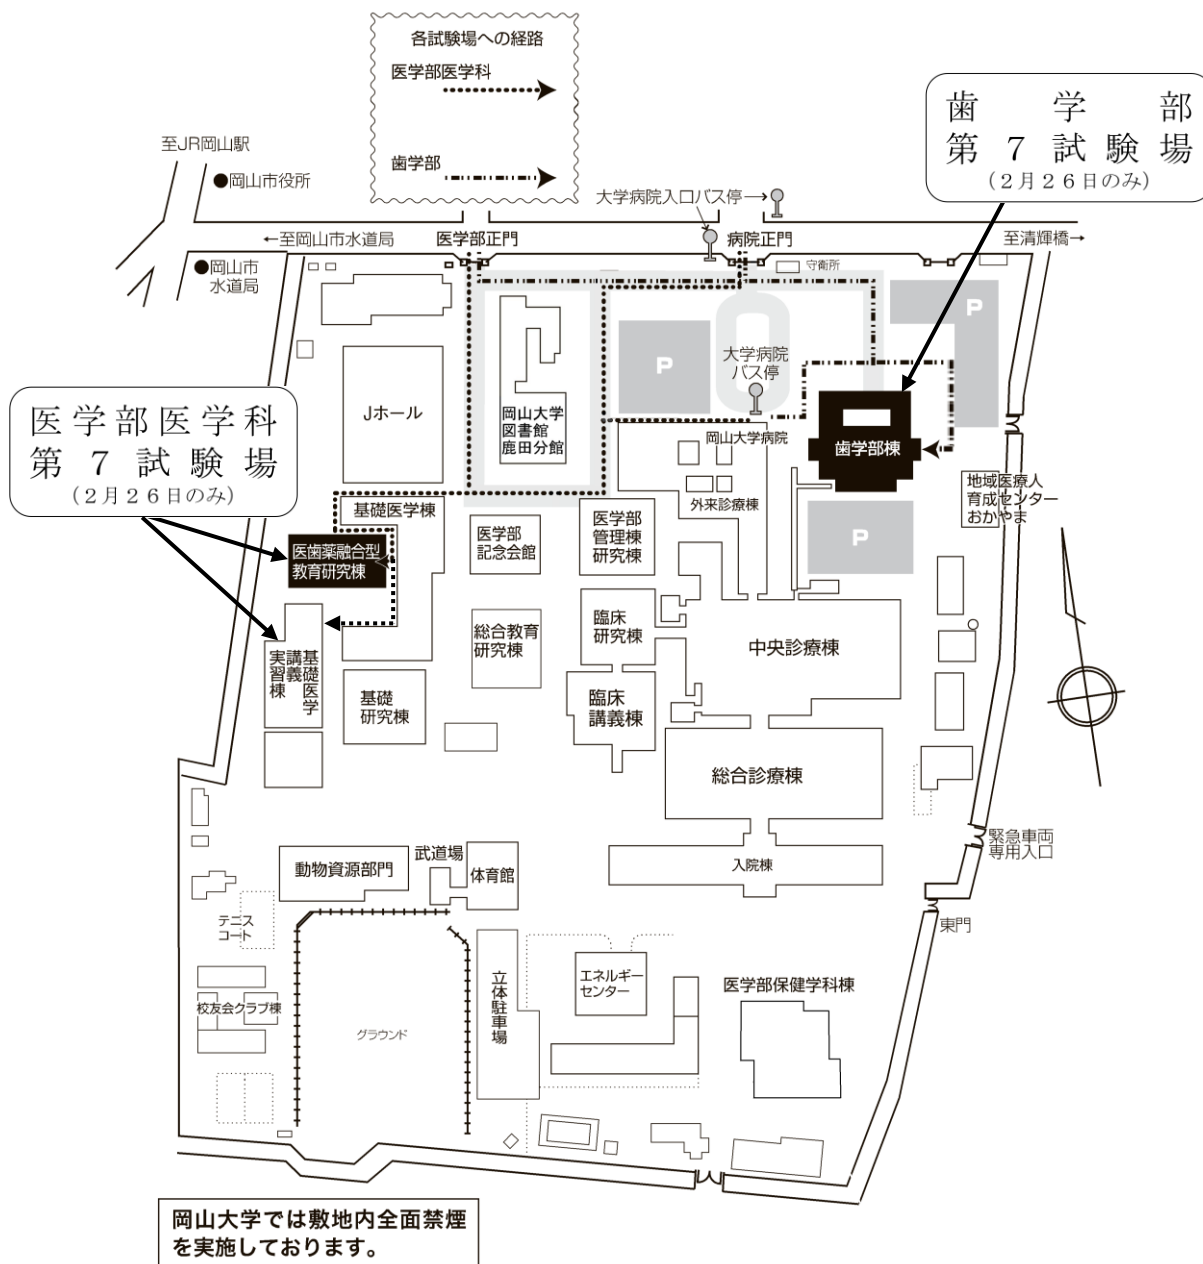 各試験場への経路
医学部医学科
歯学部
歯学部
第７試験場
（２月２６日のみ）
至JR岡山駅
●岡山市役所
大学病院入口バス停→
←至岡山市水道局
医学部正門
病院正門
至清輝橋→
●岡山市
水道局
守衛所
P
P
大学病院
バス停
Jホール
岡山大学
図書館
鹿田分館
医学部医学科
第７試験場
（２月２６日のみ）
岡山大学病院
歯学部棟
地域医療人
育成センター
おかやま
外来診療棟
基礎医学棟
医学部
記念会館
医学部
管理棟
研究棟
P
医歯薬融合型
教育研究棟
総合教育
研究棟
臨床
研究棟
中央診療棟
基礎医学
講義
実習棟
基礎
研究棟
臨床
講義棟
総合診療棟
緊急車両
専用入口
動物資源部門
武道場
体育館
入院棟
テニス
コート
東門
立体駐車場
エネルギー
センター
医学部保健学科棟
校友会クラブ棟
グラウンド
岡山大学では敷地内全面禁煙
を実施しております。